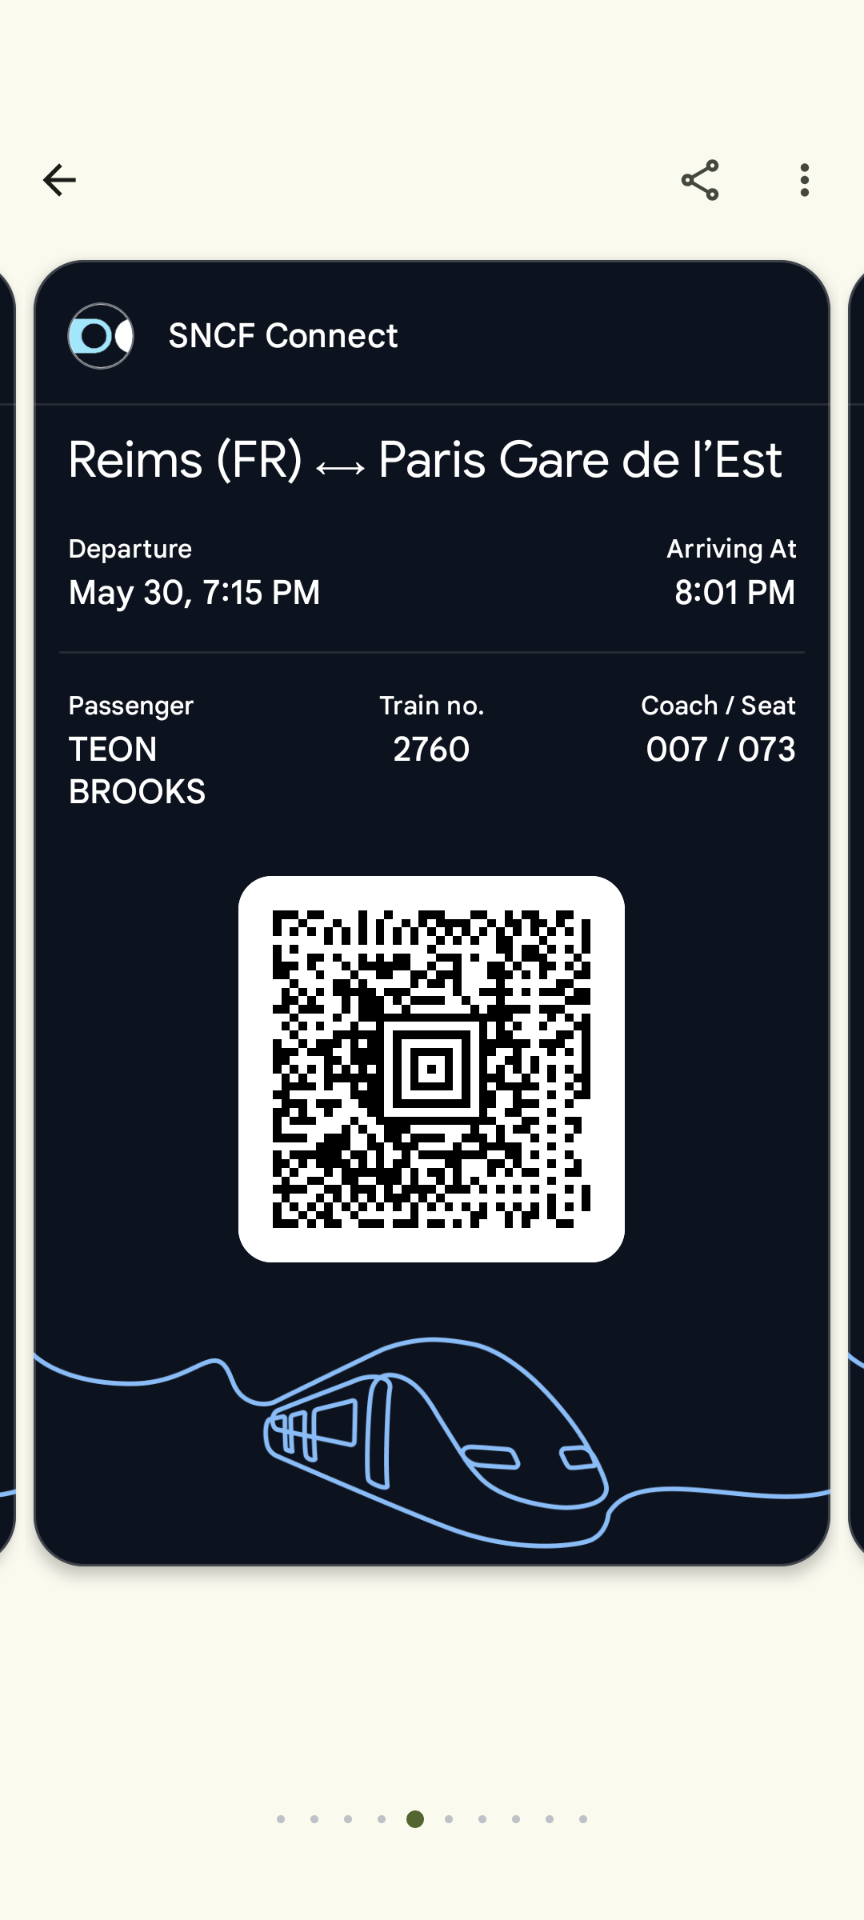 SNCF Connect
Reims (FR) ⟷ Paris Gare de l’Est
Departure
Arriving At
May 30, 7:15 PM
8:01 PM
Passenger
Train no.
Coach / Seat
TEON
BROOKS
2760
007 / 073